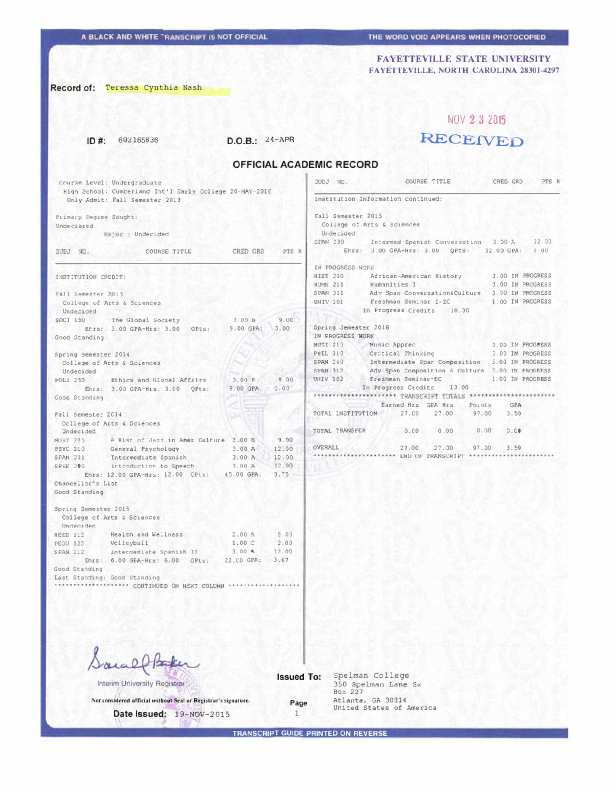 A BLACK AND WHITE TRANSCRIPT IS NOT OFFICIAL
THE WORD VOID APPEARS WHEN PHOTOCOPIED
FAYETTEVILLE STATE UNIVERSITY
FAYETTEVILLE, NORTH CAROLINA 28301-4297
Record of: Teressa Cynthia Nash
NOV 23 2015
RECEIVED
ID #: 602165036 D.O.B.: 24-APR
OFFICIAL ACADEMIC RECORD
Course Level: Undergraduate
High School: Cumberland Int'l Early College 20-MAY-2010
Only Admit: Fall Semester 2013
Primary Degree Sought:
Undeclared
Major : Undecided
SUBJ NO. COURSE TITLE CRED GRD PTS R
INSTITUTION CREDIT:
Fall Semester 2013
College of Arts & Sciences
Undecided
SOCI 150 The Global Society 3.00 B 9.00
Ehrs: 3.00 GPA-Hrs: 3.00 QPts: 9.00 GPA: 3.00
Good Standing
Spring Semester 2014
College of Arts & Sciences
Undecided
POLI 230 Ethics and Global Affairs 3.00 B 9.00
Ehrs: 3.00 GPA-Hrs: 3.00 QPts: 9.00 GPA: 3.00
Good Standing
Fall Semester 2014
College of Arts & Sciences
Undecided
MUSI 225 A Hist of Jazz in Amer Culture 3.00 B 9.00
PSYC 210 General Psychology 3.00 A 12.00
SPAN 211 Intermediate Spanish 3.00 A 12.00
SPEE Introduction to Speech 3.00 A 12.00
Ehrs: 12.00 GPA-Hrs: 12.00 QPts: 45.00 GPA: 3.75
Chancellor's List
Good Standing
Spring Semester 2015
College of Arts & Sciences
Undecided
HEED 112 Health and Wellness 2.00 A 8.00
PEDU 122 Volleyball 1.00 C 2.00
SPAN 212 Intermediate Spanish II 3.00 A 12.00
Ehrs: 6.00 GPA-Hrs: 6.00 QPts: 22.00 GPA: 3.67
Good Standing
Last Standing: Good Standing
******************** CONTINUED ON NEXT COLUMN *******************
SUBJ NO. COURSE TITLE CRED GRD PTS R
Institution Information continued:
Fall Semester 2015
College of Arts & Sciences
Undecided
SPAN 230 Intermed Spanish Conversation 3.00 A 12.00
Ehrs: 3.00 GPA-Hrs: 3.00 QPts: 12.00 GPA: 4.00
IN PROGRESS WORK
HIST 210 African-American History 3.00 IN PROGRESS
HUMN 211 Humanities I 3.00 IN PROGRESS
SPAN 311 Adv Span Conversation&Culture 3.00 IN PROGRESS
UNIV 101 Freshman Seminar I-EC 1.00 IN PROGRESS
In Progress Credits 10.00
Spring Semester 2016
IN PROGRESS WORK
MUSI 210 Music Apprec 3.00 IN PROGRESS
PHIL 110 Critical Thinking 3.00 IN PROGRESS
SPAN 240 Intermediate Span Composition 3.00 IN PROGRESS
SPAN 312 Adv Span Composition & Culture 3.00 IN PROGRESS
UNIV 102 Freshman Seminar-EC 1.00 IN PROGRESS
In Progress Credits 13.00
********************** TRANSCRIPT TOTALS ***********************
Earned Hrs GPA Hrs Points GPA
TOTAL INSTITUTION 27.00 27.00 97.00 3.59
TOTAL TRANSFER 0.00 0.00 0.00 0.00
OVERALL 27.00 27.00 97.00 3.59
********************** END OF TRANSCRIPT ***********************
Interim University Registrar
Not considered official without Seal or Registrar's signature.
Date Issued: 19-NOV-2015
Page
1
Issued To: Spelman College
350 Spelman Lane Sw
Box 227
Atlanta, GA 30314
United States of America
TRANSCRIPT GUIDE PRINTED ON REVERSE